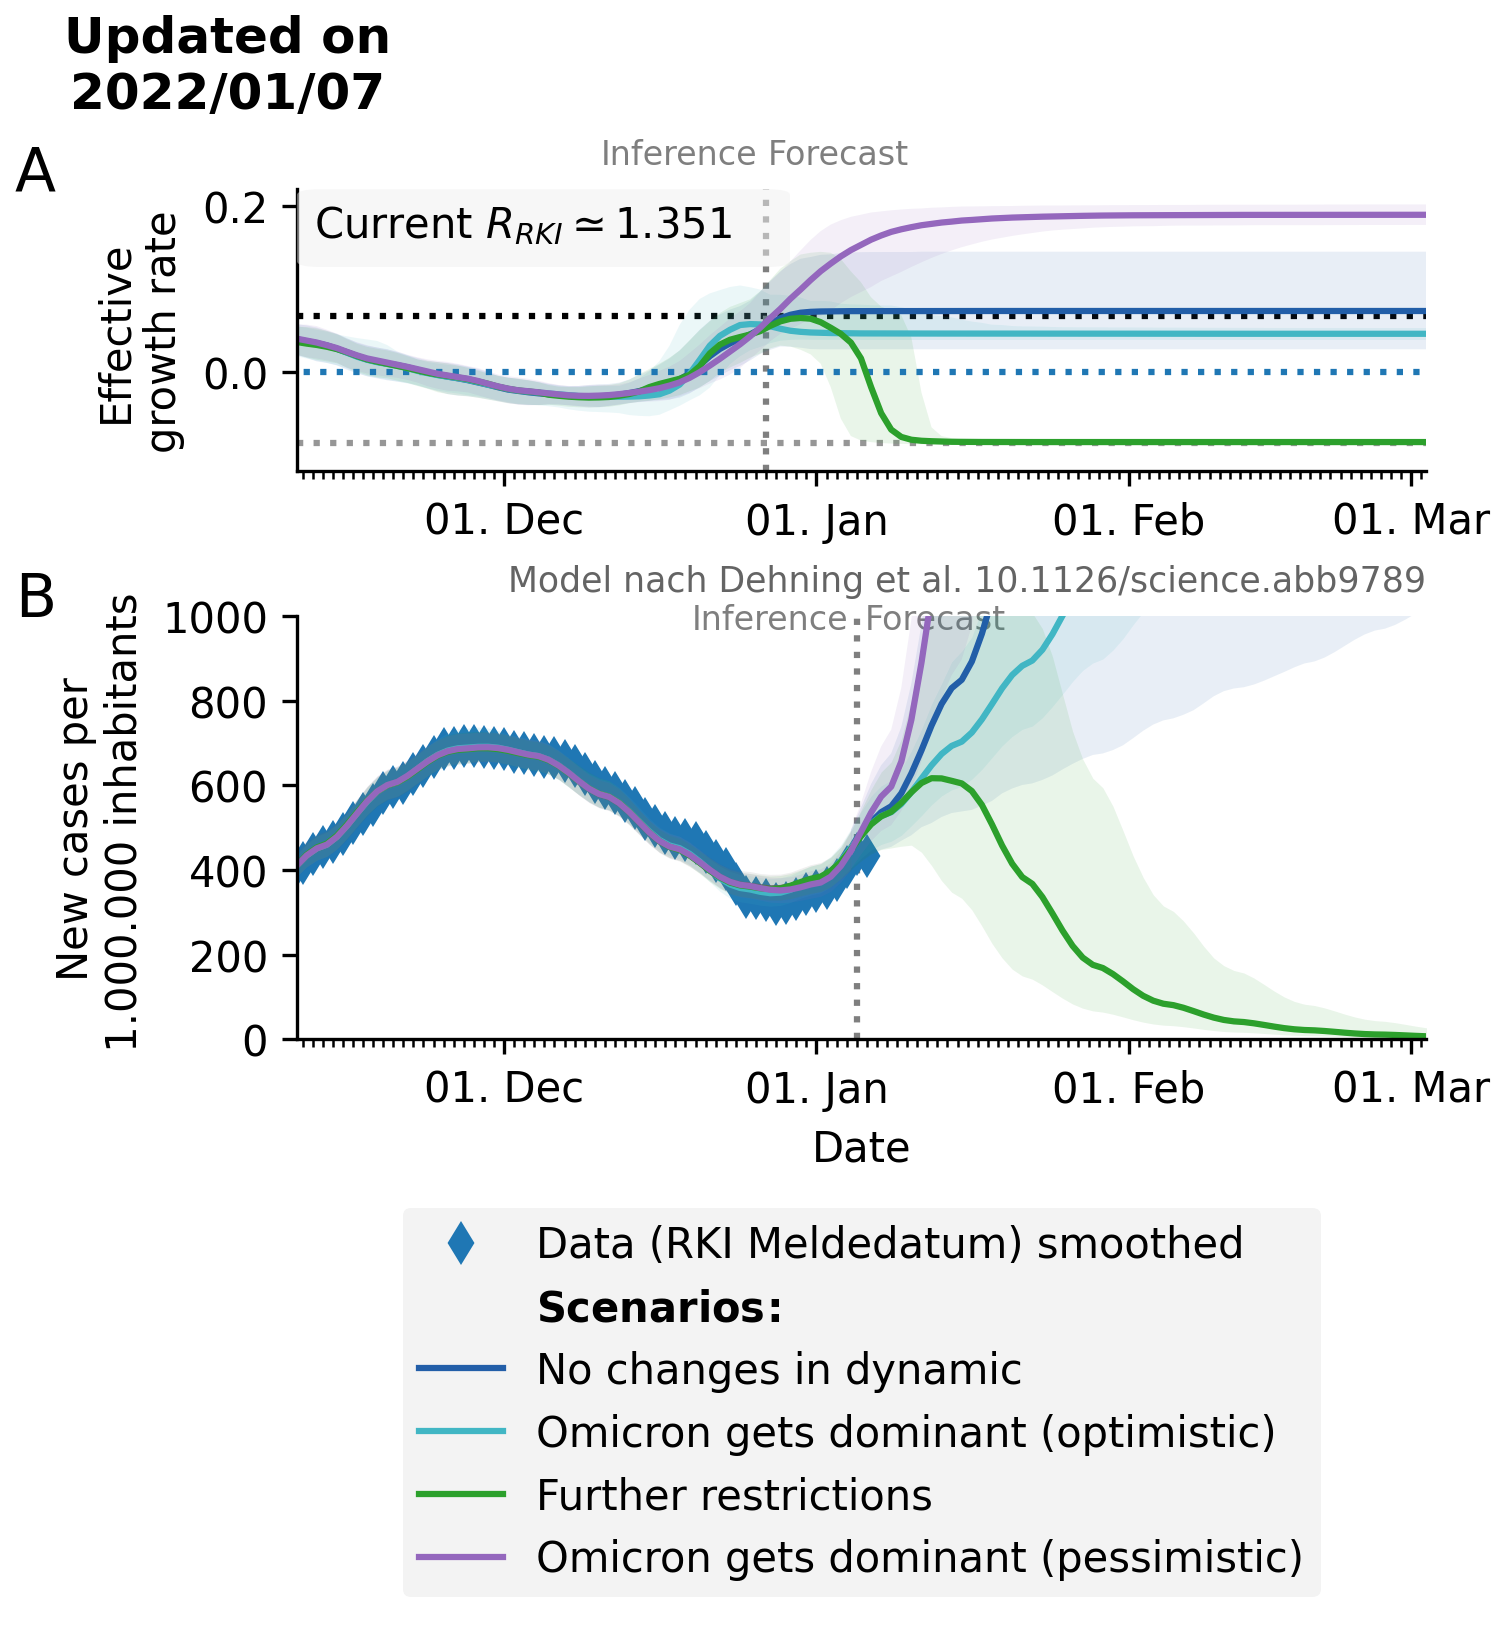 Updated on
2022/01/07
A
Inference Forecast
Current R_RKI ≃ 1.351
Effective
growth rate
0.2
0.0
01. Dec
01. Jan
01. Feb
01. Mar
B
Model nach Dehning et al. 10.1126/science.abb9789
Inference Forecast
New cases per
1.000.000 inhabitants
1000
800
600
400
200
0
01. Dec
01. Jan
01. Feb
01. Mar
Date
Data (RKI Meldedatum) smoothed
Scenarios:
No changes in dynamic
Omicron gets dominant (optimistic)
Further restrictions
Omicron gets dominant (pessimistic)